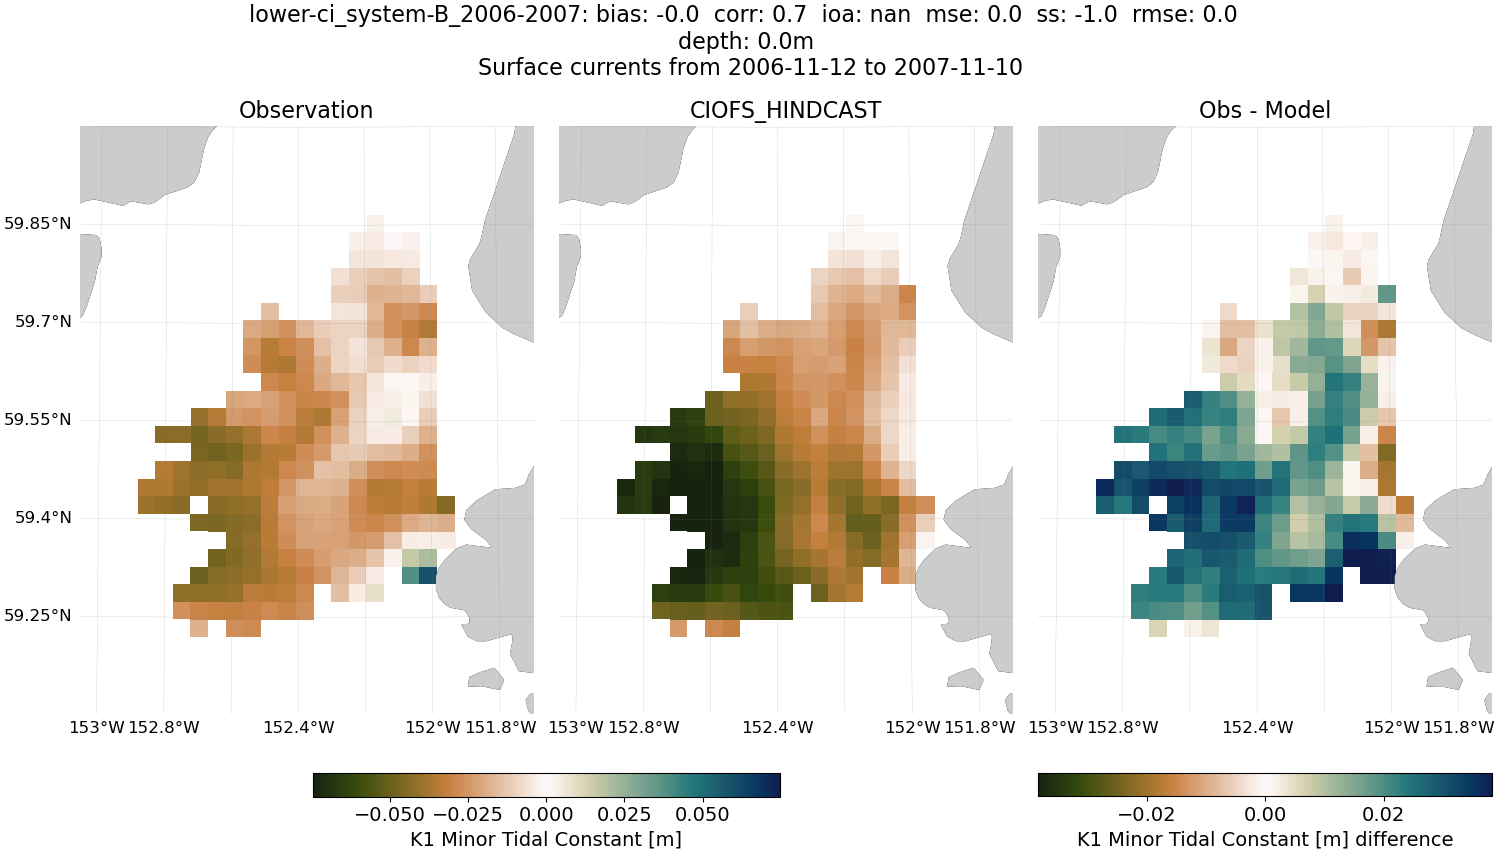 lower-ci_system-B_2006-2007: bias: -0.0  corr: 0.7  ioa: nan  mse: 0.0  ss: -1.0  rmse: 0.0
depth: 0.0m
Surface currents from 2006-11-12 to 2007-11-10
Observation
CIOFS_HINDCAST
Obs - Model
59.85°N
59.7°N
59.55°N
59.4°N
59.25°N
153°W 152.8°W 152.4°W 152°W 151.8°W
153°W 152.8°W 152.4°W 152°W 151.8°W
153°W 152.8°W 152.4°W 152°W 151.8°W
−0.050 −0.025 0.000 0.025 0.050
K1 Minor Tidal Constant [m]
−0.02 0.00 0.02
K1 Minor Tidal Constant [m] difference